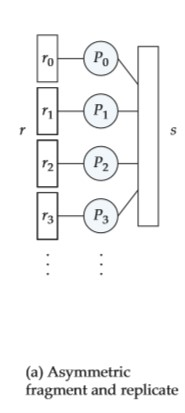 r0 P0
r1 P1
r s
r2 P2
r3 P3
(a) Asymmetric
fragment and replicate